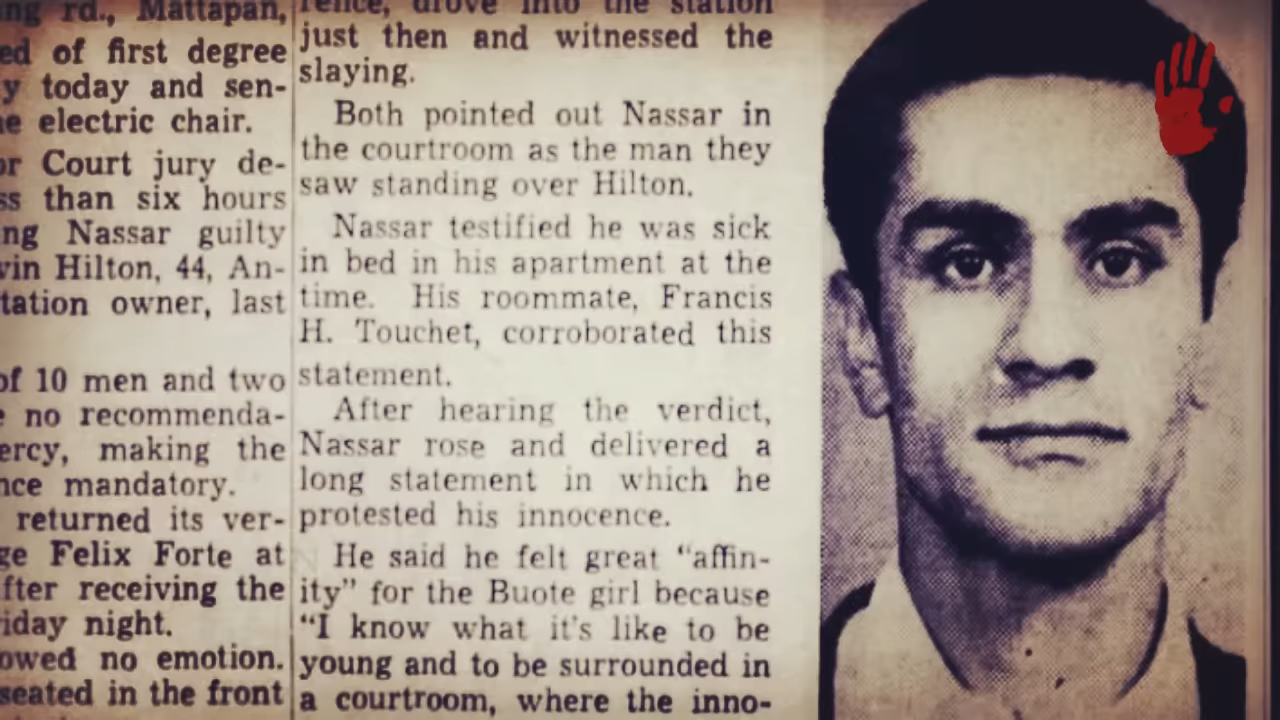 ng rd., Mattapan,
ed of first degree
y today and sen-
e electric chair.
or Court jury de-
ss than six hours
ng Nassar guilty
vin Hilton, 44, An-
tation owner, last
of 10 men and two
e no recommenda-
ercy, making the
nce mandatory.
returned its ver-
ge Felix Forte at
fter receiving the
riday night.
owed no emotion.
seated in the front
rence, drove into the station
just then and witnessed the
slaying.
Both pointed out Nassar in
the courtroom as the man they
saw standing over Hilton.
Nassar testified he was sick
in bed in his apartment at the
time. His roommate, Francis
H. Touchet, corroborated this
statement.
After hearing the verdict,
Nassar rose and delivered a
long statement in which he
protested his innocence.
He said he felt great “affin-
ity” for the Buote girl because
“I know what it’s like to be
young and to be surrounded in
a courtroom, where the inno-